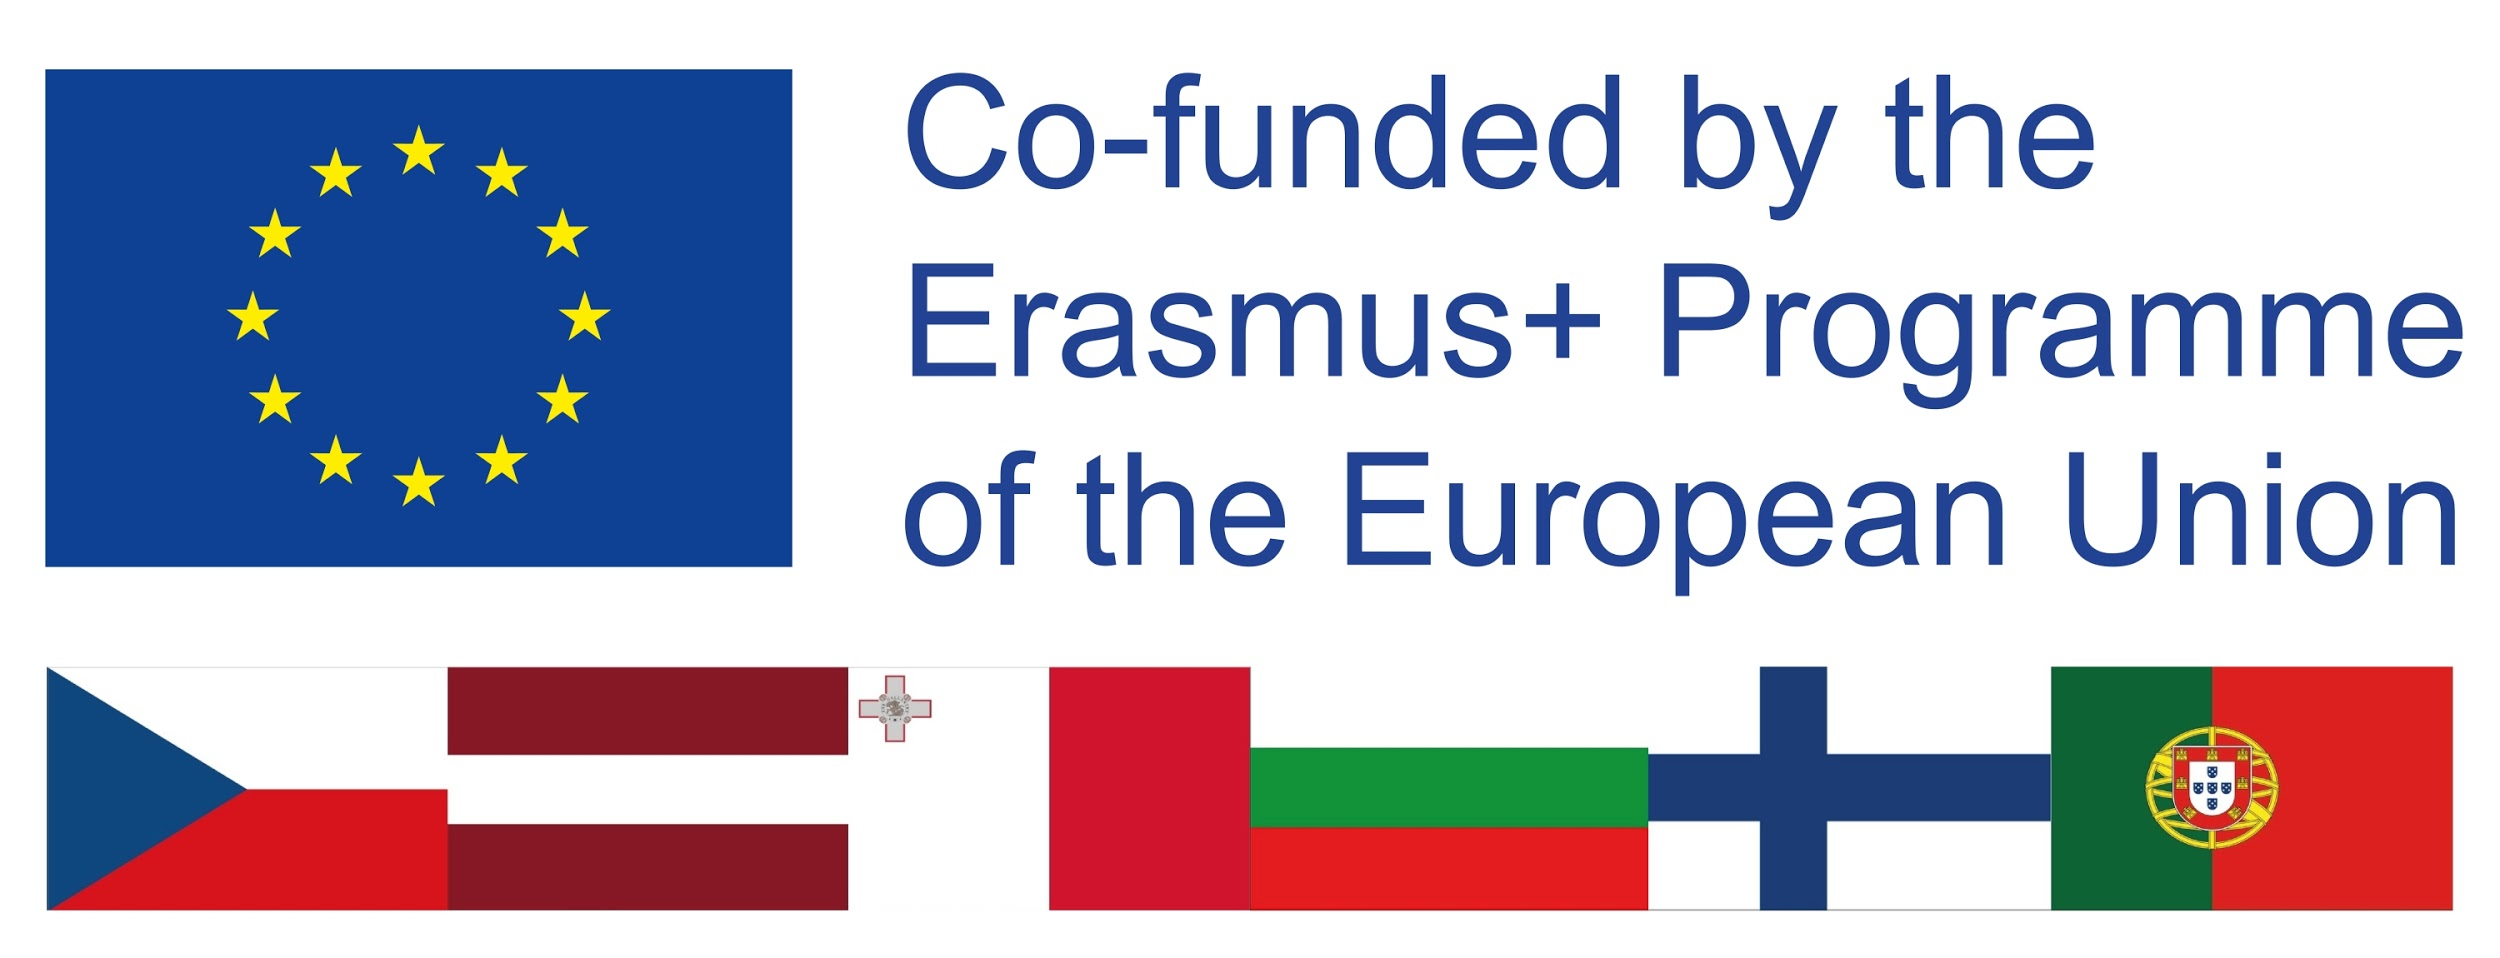 Co-funded by the
Erasmus+ Programme
of the European Union